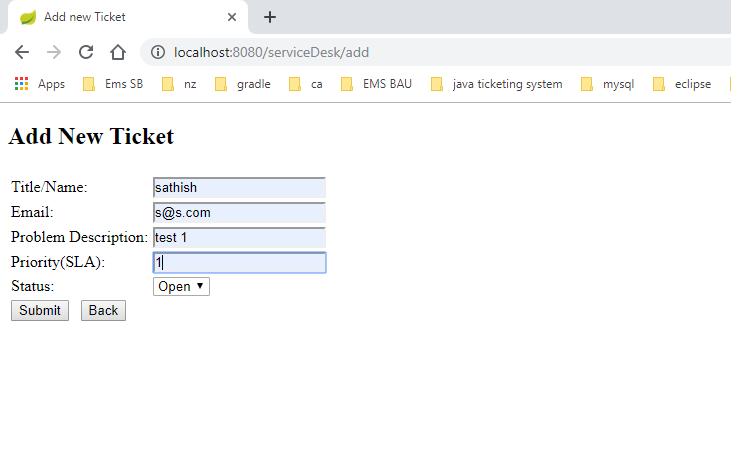 Add new Ticket
localhost:8080/serviceDesk/add
Apps Ems SB nz gradle ca EMS BAU java ticketing system mysql eclipse
Add New Ticket
Title/Name: sathish
Email: s@s.com
Problem Description: test 1
Priority(SLA): 1
Status: Open
Submit Back